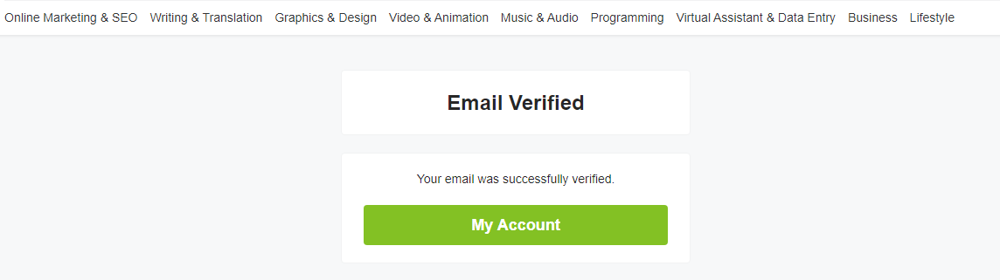 Online Marketing & SEO Writing & Translation Graphics & Design Video & Animation Music & Audio Programming Virtual Assistant & Data Entry Business Lifestyle
Email Verified
Your email was successfully verified.
My Account